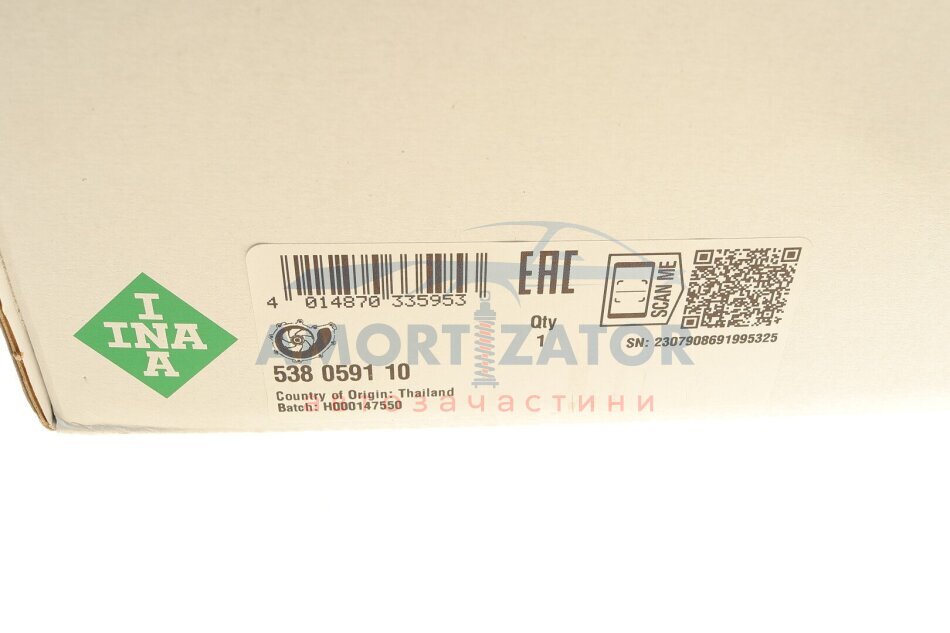 I
INA
A
4 014870 335953
EAC
Qty
1
SCAN ME
SN: 2307908691995325
538 0591 10
Country of Origin: Thailand
Batch: H000147550
AMORTIZATOR
автозачастини